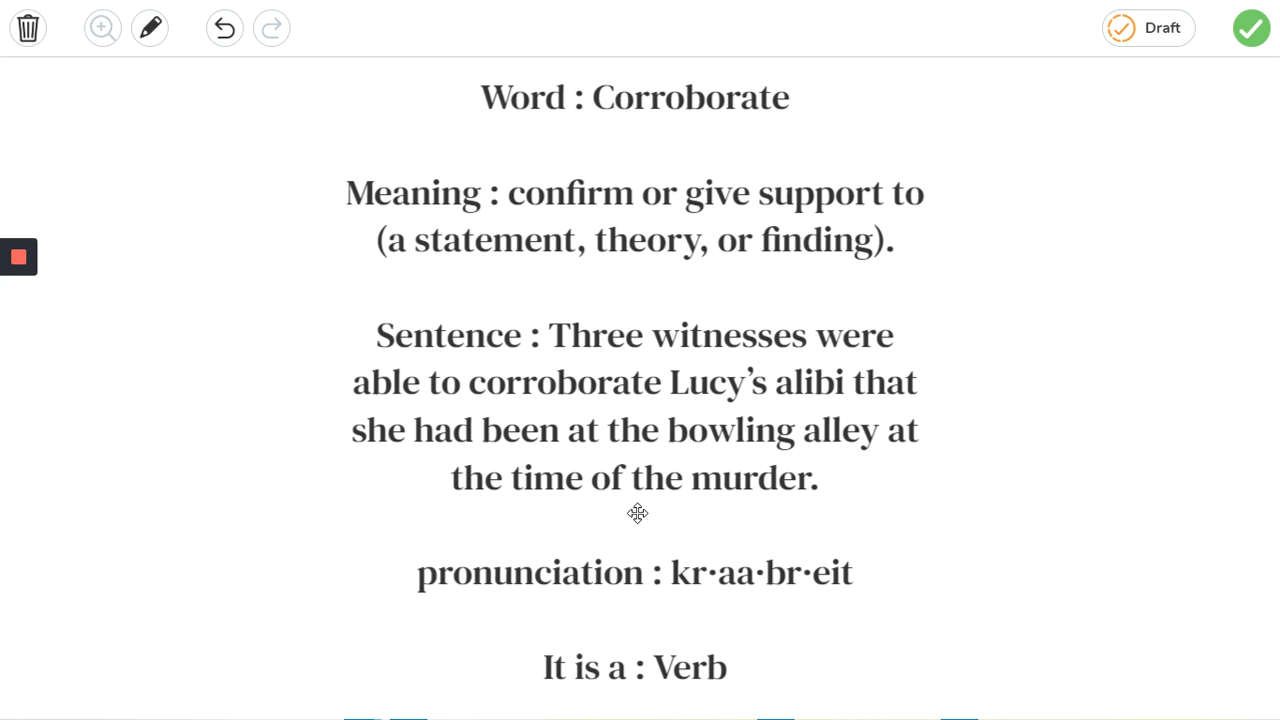 Draft
Word : Corroborate
Meaning : confirm or give support to
(a statement, theory, or finding).
Sentence : Three witnesses were
able to corroborate Lucy’s alibi that
she had been at the bowling alley at
the time of the murder.
pronunciation : kr·aa·br·eit
It is a : Verb